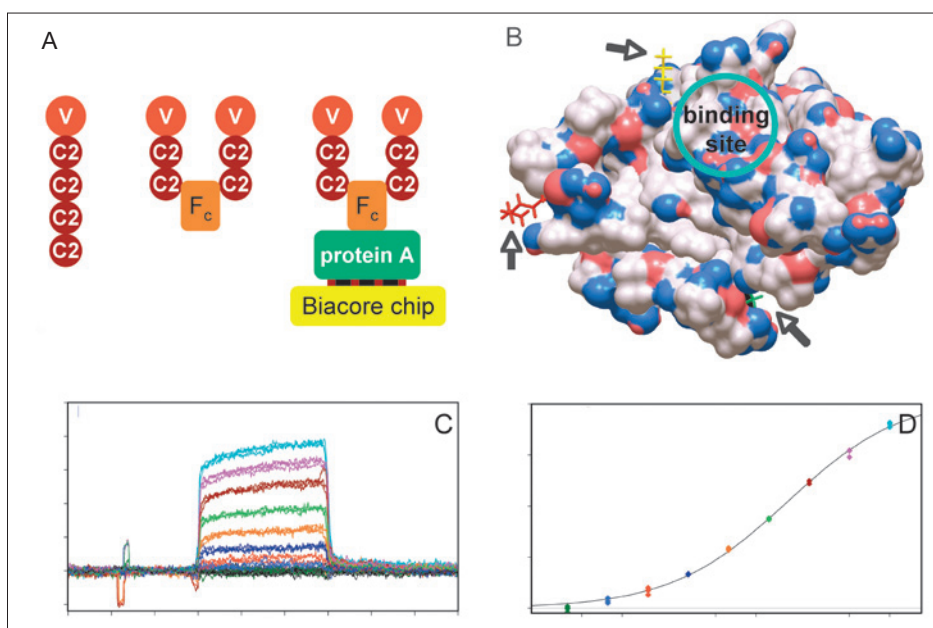 A
V
C2
C2
C2
C2
V V
C2 C2
C2 C2
Fc
V V
C2 C2
C2 C2
Fc
protein A
Biacore chip
B
binding
site
C
D